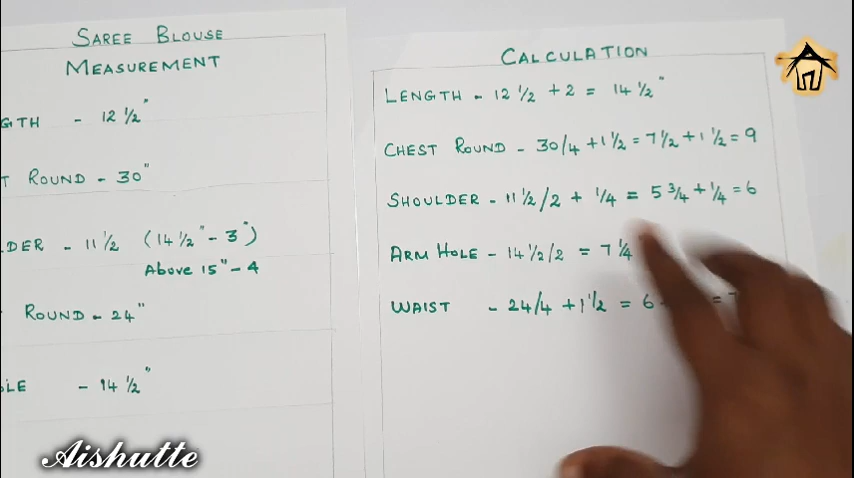 SAREE BLOUSE
MEASUREMENT
GTH - 12 1/2"
T ROUND - 30"
LDER - 11 1/2 (14 1/2" - 3")
Above 15" - 4
ROUND - 24"
OLE - 14 1/2"
CALCULATION
LENGTH - 12 1/2 + 2 = 14 1/2"
CHEST ROUND - 30/4 + 1 1/2 = 7 1/2 + 1 1/2 = 9
SHOULDER - 11 1/2/2 + 1/4 = 5 3/4 + 1/4 = 6
ARM HOLE - 14 1/2/2 = 7 1/4
WAIST - 24/4 + 1 1/2 = 6 + = 7
Aishutte